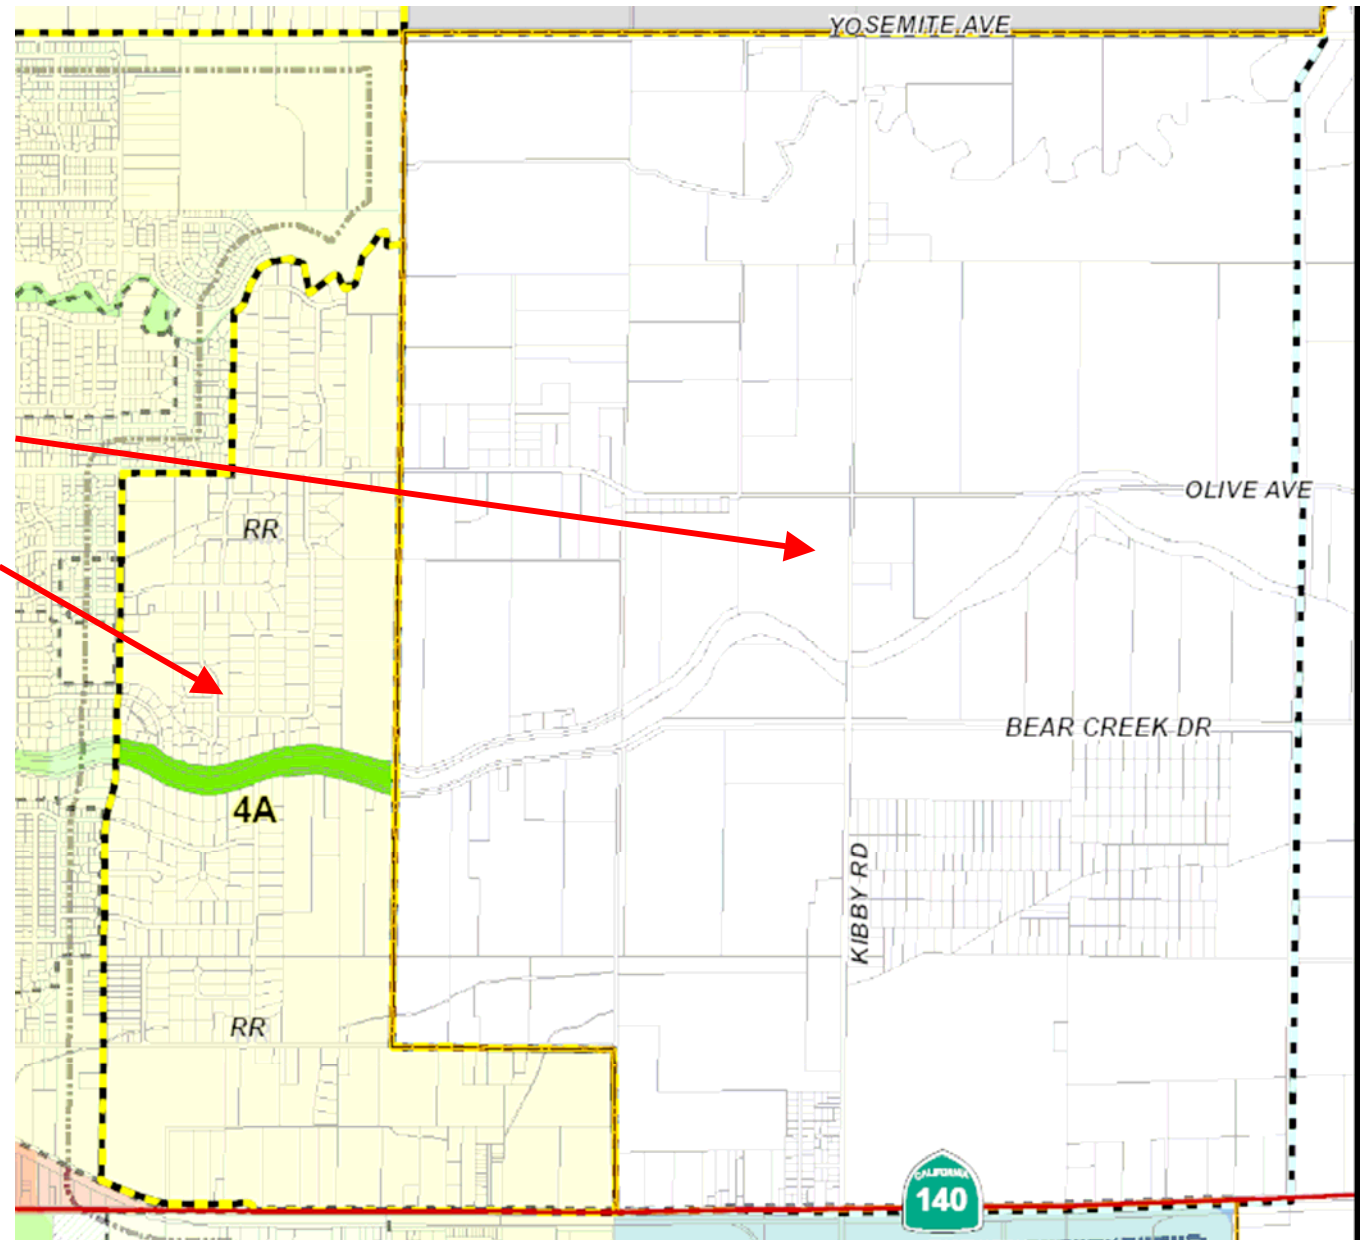 YOSEMITE AVE
OLIVE AVE
RR
BEAR CREEK DR
4A
KIBBY RD
RR
CALIFORNIA
140